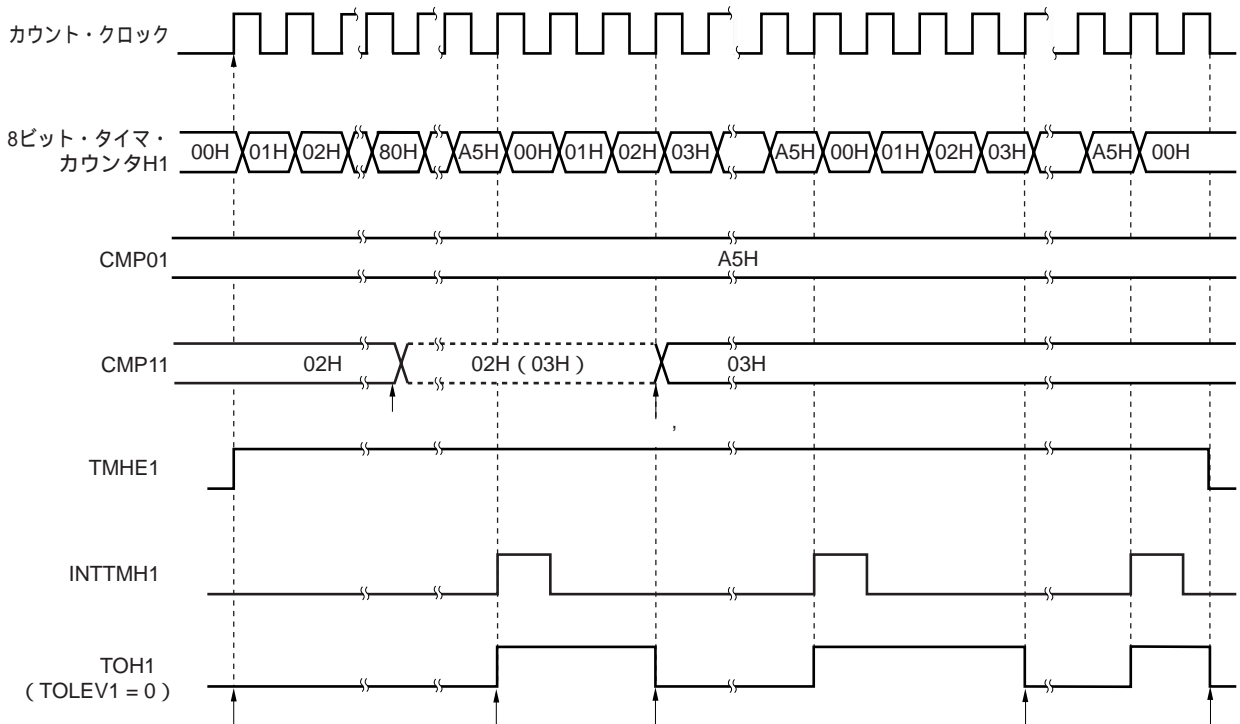 カウント・クロック
8ビット・タイマ・
カウンタH1
00H 01H 02H 80H A5H 00H 01H 02H 03H A5H 00H 01H 02H 03H A5H 00H
CMP01
A5H
CMP11
02H
02H（03H）
03H
,
TMHE1
INTTMH1
TOH1
（TOLEV1 = 0）